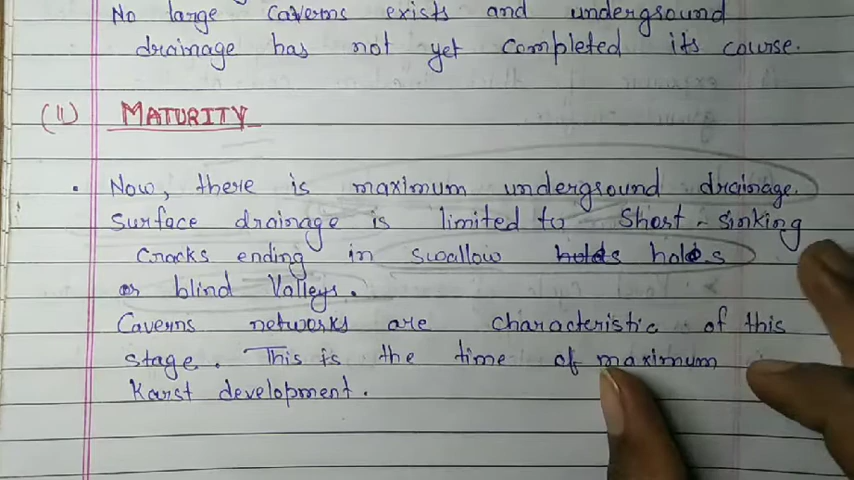 No large caverns exists and underground
drainage has not yet completed its course.
(II) MATURITY
. Now, there is maximum underground drainage.
Surface drainage is limited to Short-sinking
Cracks ending in swallow holds holes
or blind Valleys.
Caverns networks are characteristic of this
stage. This is the time of maximum
Karst development.